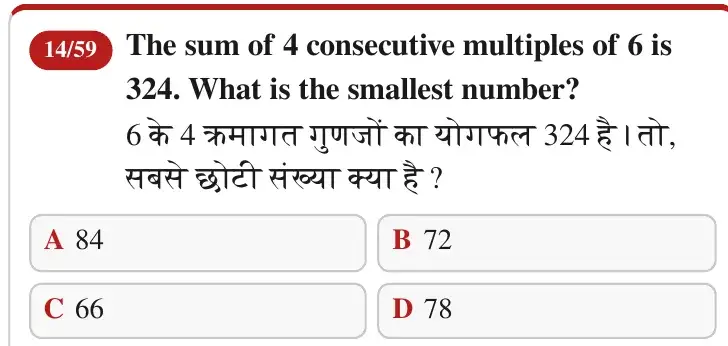 14/59 The sum of 4 consecutive multiples of 6 is
324. What is the smallest number?
6 के 4 क्रमागत गुणजों का योगफल 324 है। तो,
सबसे छोटी संख्या क्या है ?
A 84
B 72
C 66
D 78